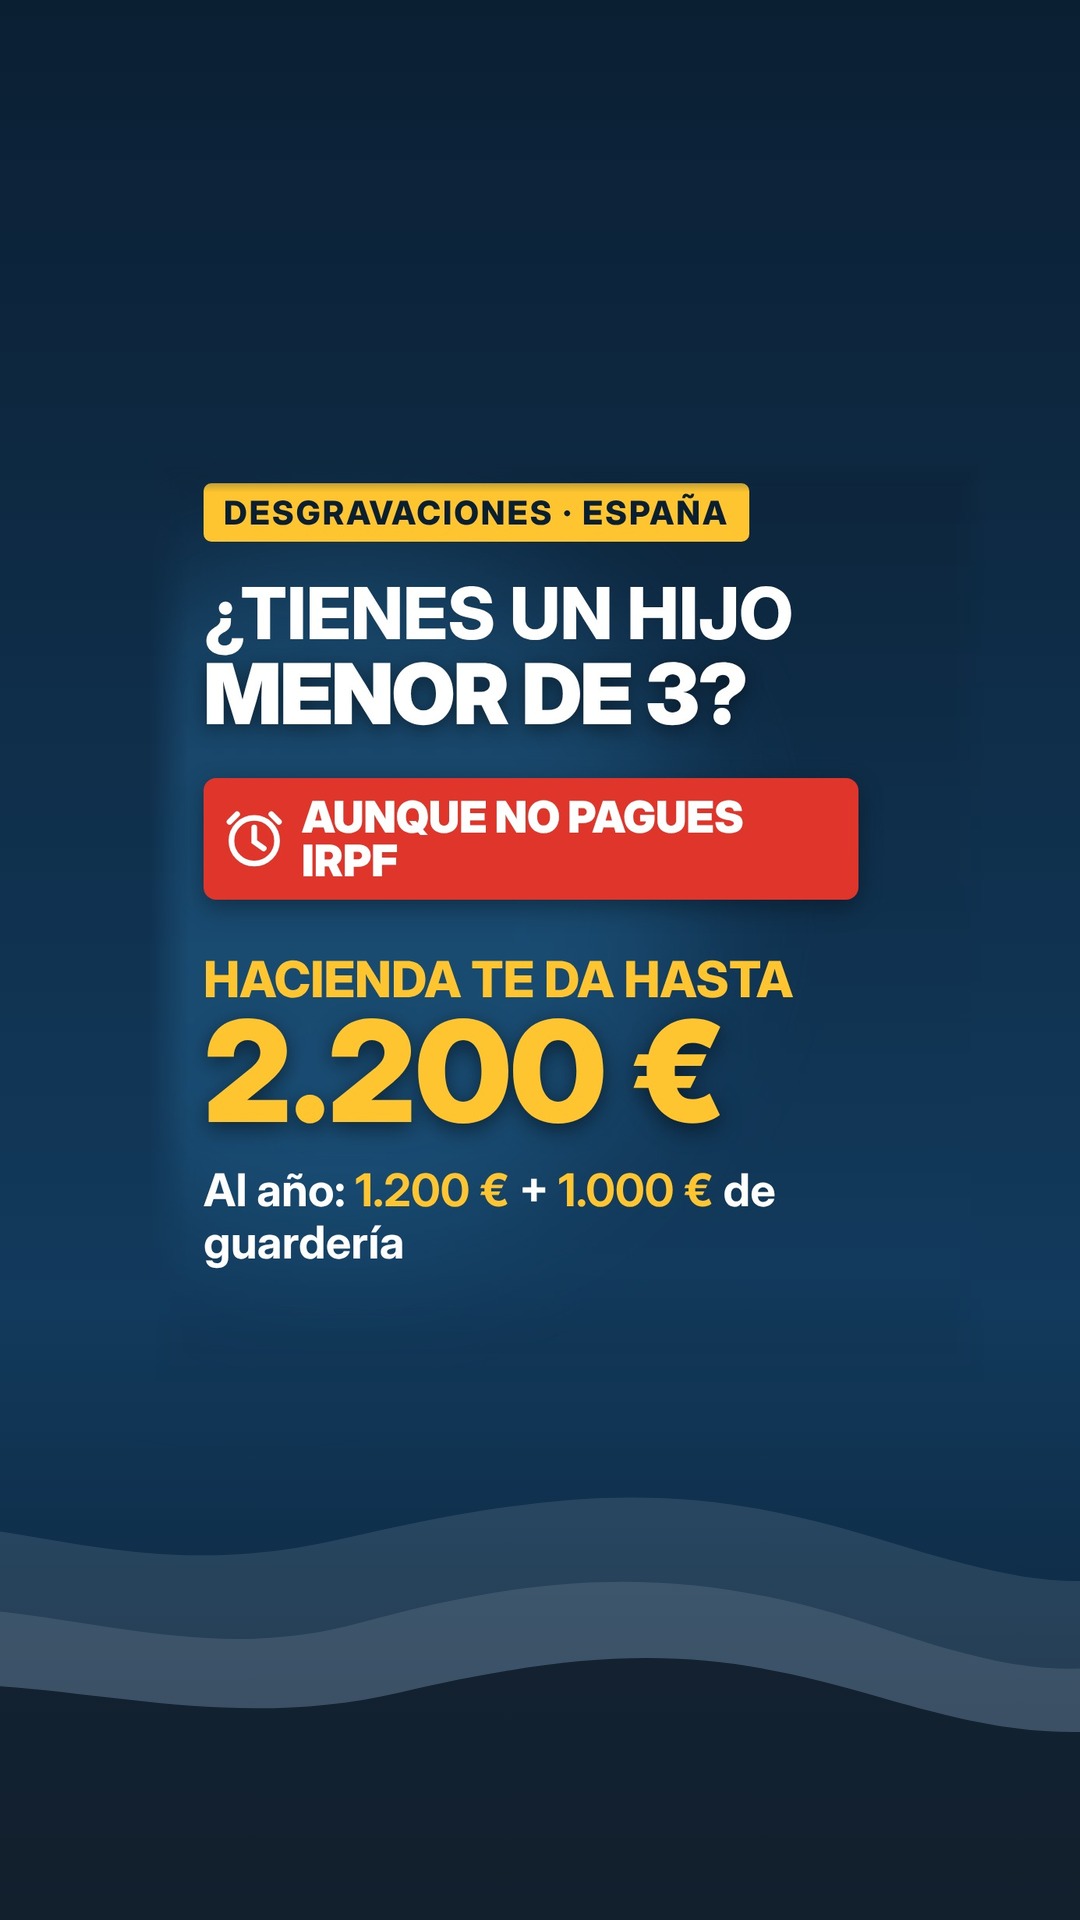 DESGRAVACIONES · ESPAÑA
¿TIENES UN HIJO
MENOR DE 3?
AUNQUE NO PAGUES
IRPF
HACIENDA TE DA HASTA
2.200 €
Al año: 1.200 € + 1.000 € de
guardería